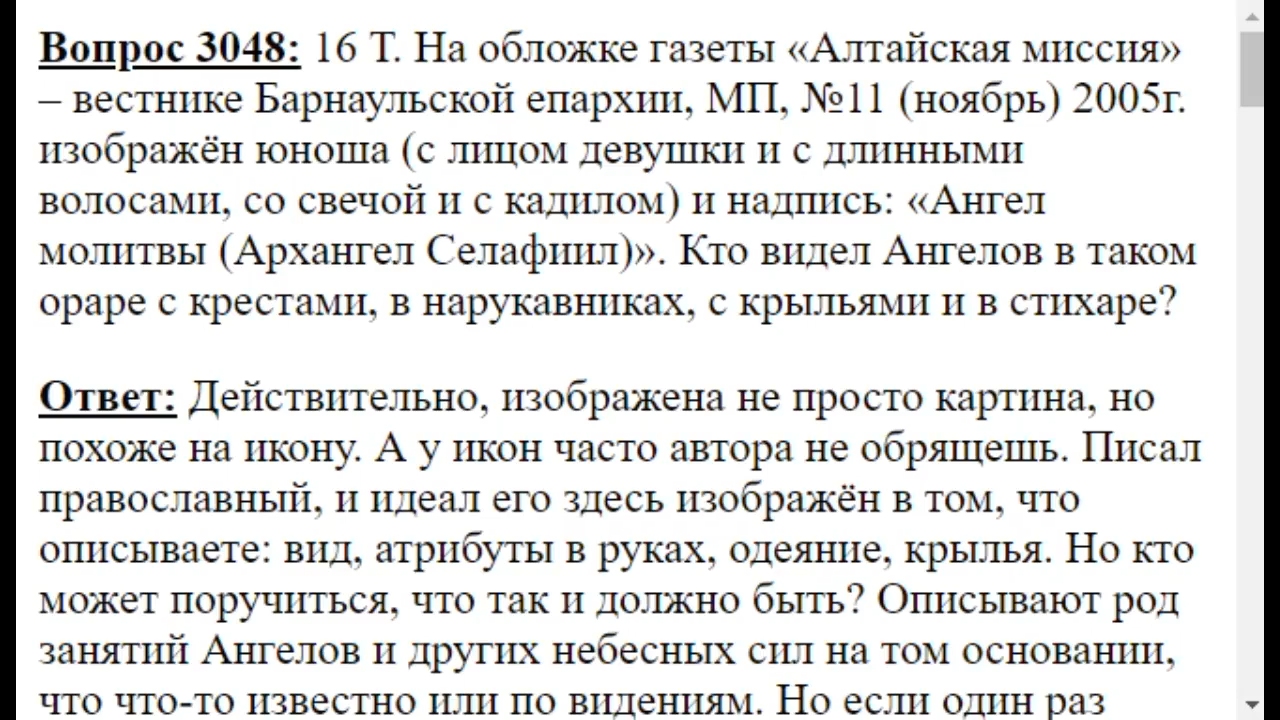 Вопрос 3048: 16 Т. На обложке газеты «Алтайская миссия»
– вестнике Барнаульской епархии, МП, №11 (ноябрь) 2005г.
изображён юноша (с лицом девушки и с длинными
волосами, со свечой и с кадилом) и надпись: «Ангел
молитвы (Архангел Селафиил)». Кто видел Ангелов в таком
ораре с крестами, в нарукавниках, с крыльями и в стихаре?
Ответ: Действительно, изображена не просто картина, но
похоже на икону. А у икон часто автора не обрящешь. Писал
православный, и идеал его здесь изображён в том, что
описываете: вид, атрибуты в руках, одеяние, крылья. Но кто
может поручиться, что так и должно быть? Описывают род
занятий Ангелов и других небесных сил на том основании,
что что-то известно или по видениям. Но если один раз